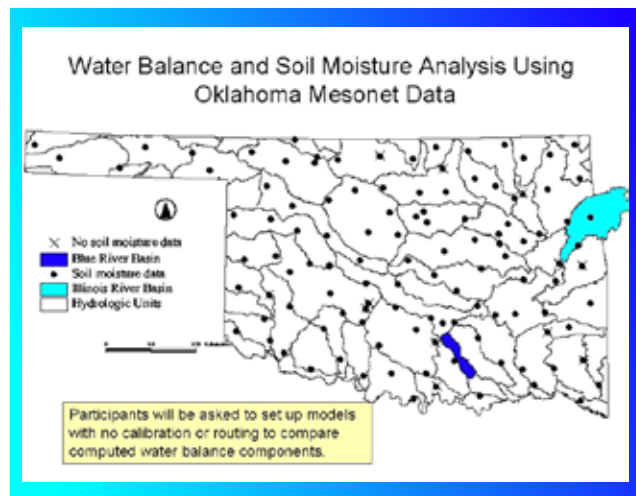 Water Balance and Soil Moisture Analysis Using
Oklahoma Mesonet Data
No soil moisture data
Blue River Basin
Soil moisture data
Illinois River Basin
Hydrologic Units
Participants will be asked to set up models
with no calibration or routing to compare
computed water balance components.